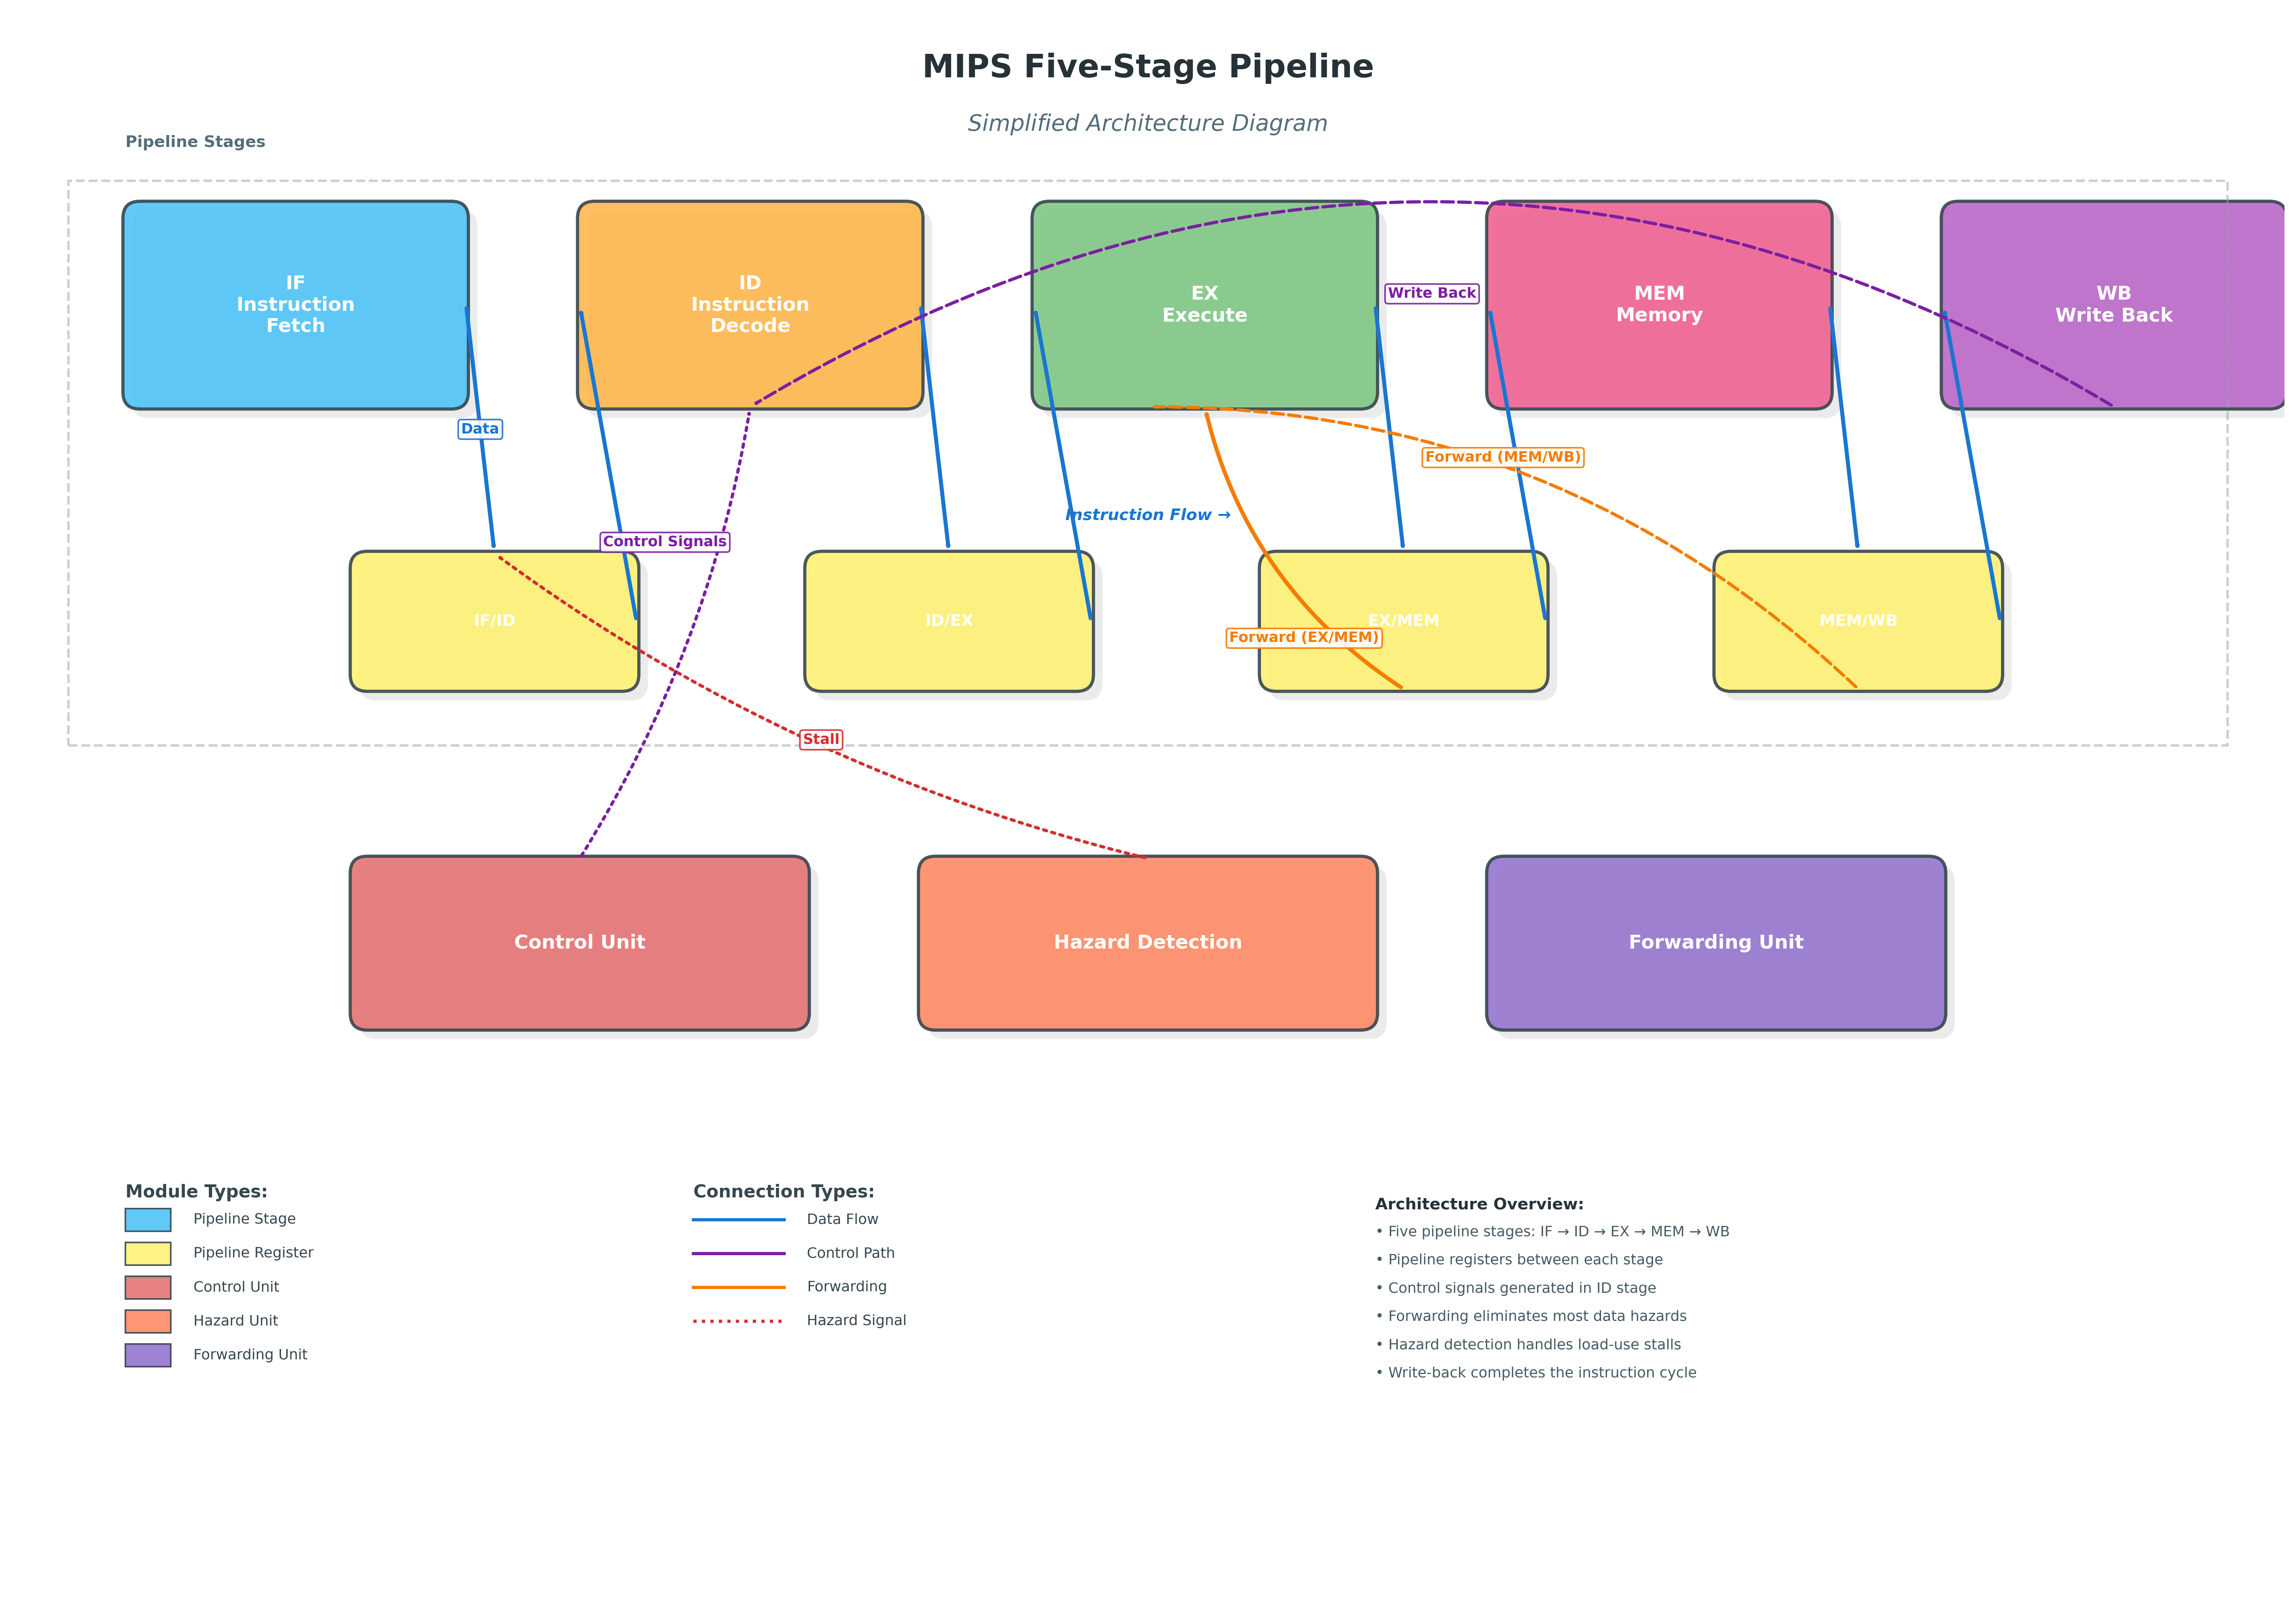 MIPS Five-Stage Pipeline
Simplified Architecture Diagram
Pipeline Stages
IF
Instruction
Fetch
ID
Instruction
Decode
EX
Execute
MEM
Memory
WB
Write Back
Write Back
Data
Forward (MEM/WB)
Instruction Flow →
Control Signals
IF/ID
ID/EX
EX/MEM
MEM/WB
Forward (EX/MEM)
Stall
Control Unit
Hazard Detection
Forwarding Unit
Module Types:
Pipeline Stage
Pipeline Register
Control Unit
Hazard Unit
Forwarding Unit
Connection Types:
Data Flow
Control Path
Forwarding
Hazard Signal
Architecture Overview:
• Five pipeline stages: IF → ID → EX → MEM → WB
• Pipeline registers between each stage
• Control signals generated in ID stage
• Forwarding eliminates most data hazards
• Hazard detection handles load-use stalls
• Write-back completes the instruction cycle